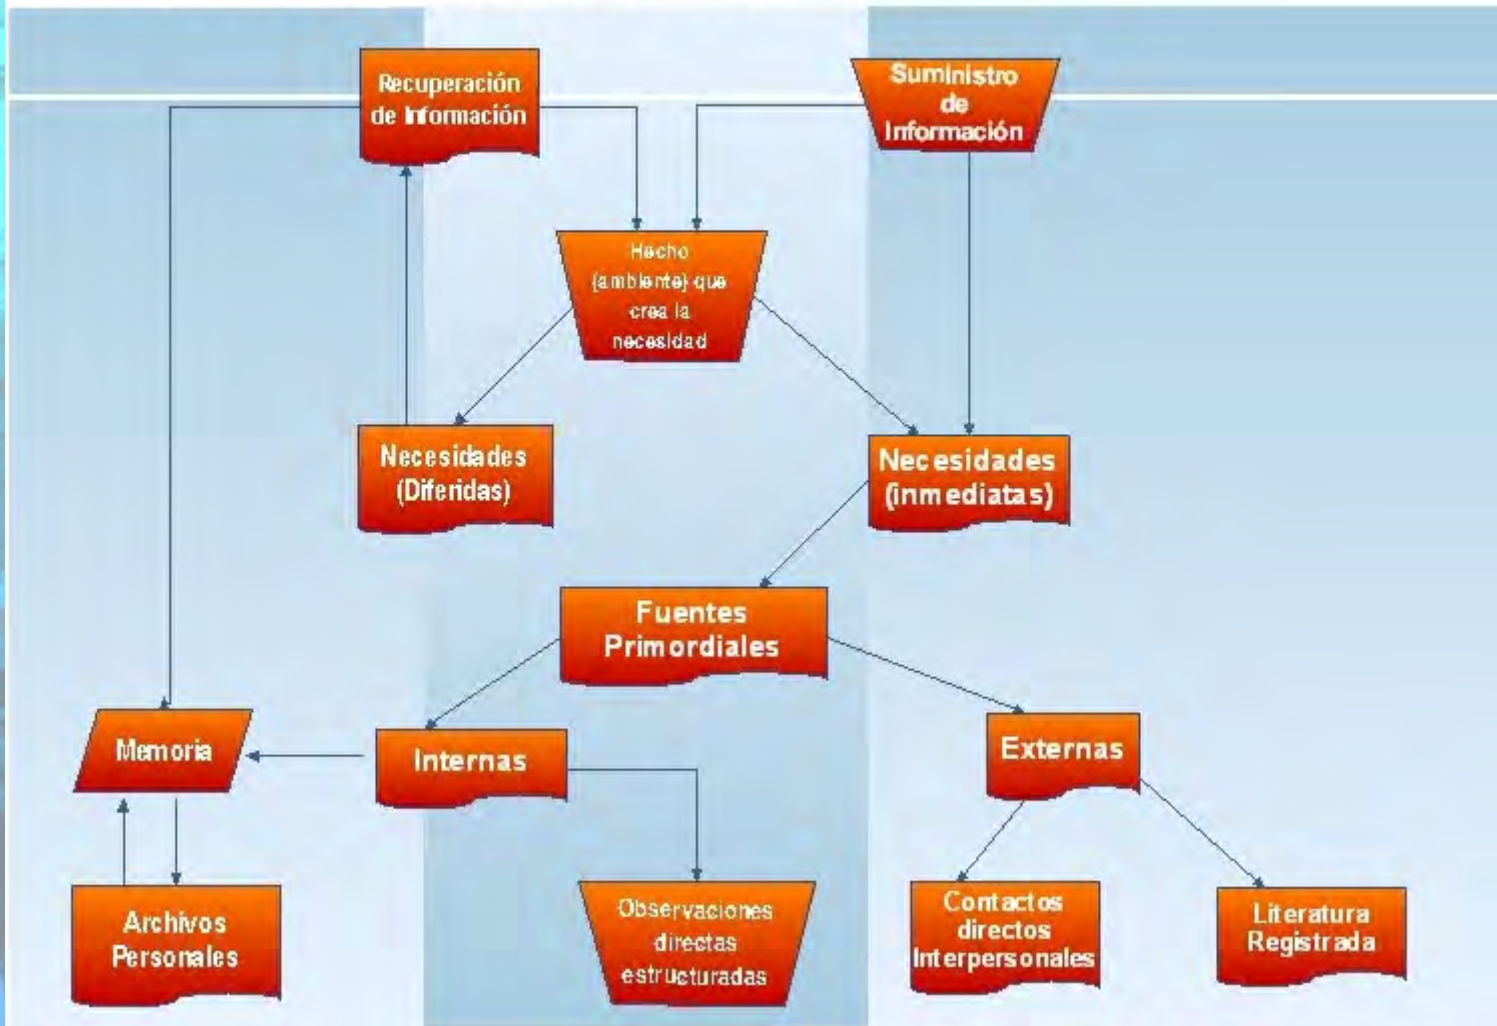 Recuperación
de Información
Suministro
de
Información
Hecho
(ambiente) que
crea la
necesidad
Necesidades
(Diferidas)
Necesidades
(inmediatas)
Fuentes
Primordiales
Memoria
Internas
Externas
Archivos
Personales
Observaciones
directas
estructuradas
Contactos
directos
Interpersonales
Literatura
Registrada